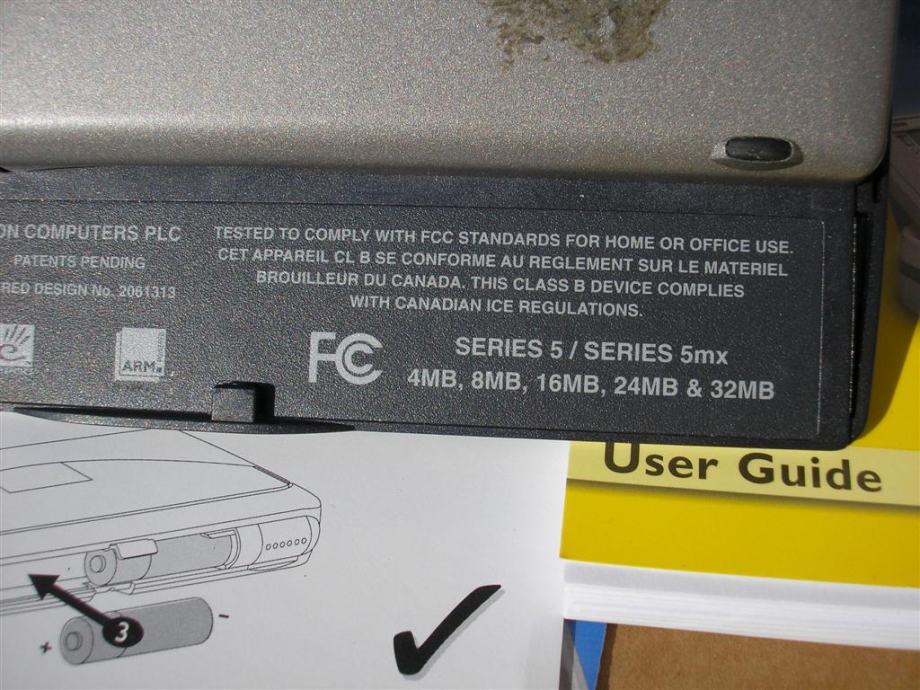 ON COMPUTERS PLC
PATENTS PENDING
RED DESIGN No. 2061313
ARM
TESTED TO COMPLY WITH FCC STANDARDS FOR HOME OR OFFICE USE.
CET APPAREIL CL B SE CONFORME AU REGLEMENT SUR LE MATERIEL
BROUILLEUR DU CANADA. THIS CLASS B DEVICE COMPLIES
WITH CANADIAN ICE REGULATIONS.
FC
SERIES 5 / SERIES 5mx
4MB, 8MB, 16MB, 24MB & 32MB
User Guide
3
+ -